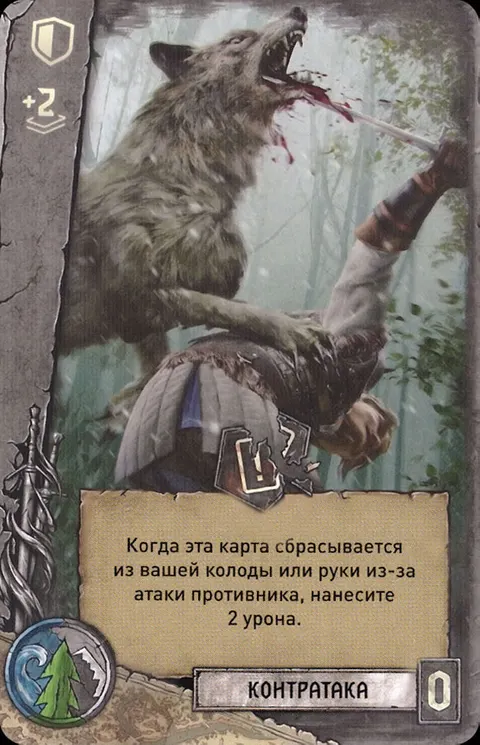 +2
Когда эта карта сбрасывается
из вашей колоды или руки из-за
атаки противника, нанесите
2 урона.
КОНТРАТАКА
0